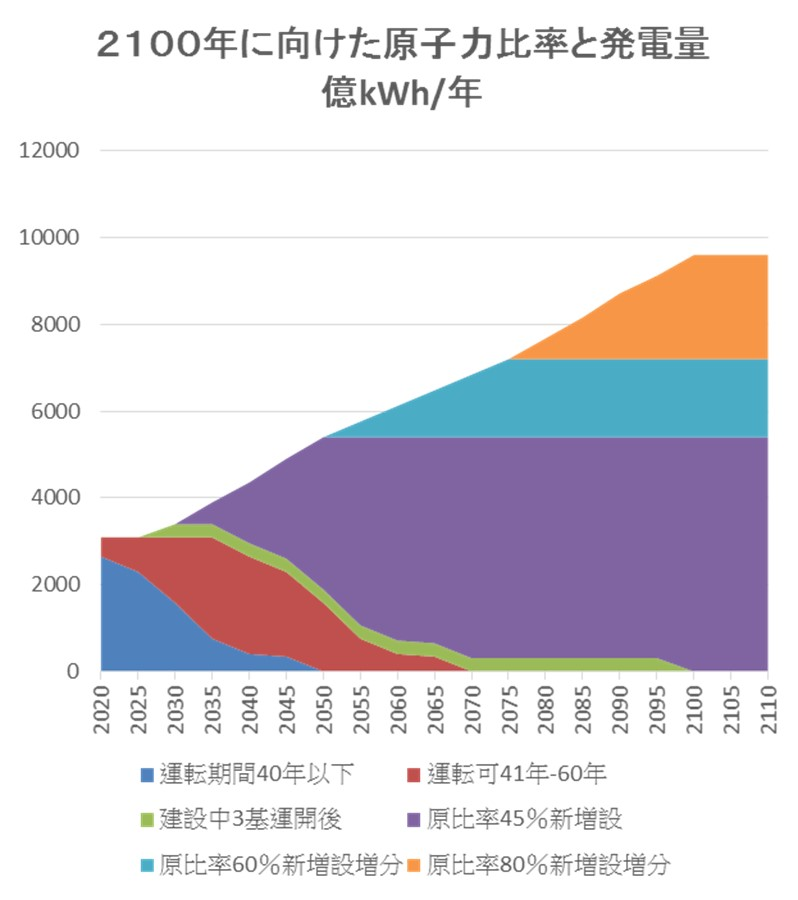 ２１００年に向けた原子力比率と発電量
億kWh/年
12000
10000
8000
6000
4000
2000
0
2020 2025 2030 2035 2040 2045 2050 2055 2060 2065 2070 2075 2080 2085 2090 2095 2100 2105 2110
運転期間40年以下 運転可41年-60年
建設中3基運開後 原比率45％新増設
原比率60％新増設増分 原比率80％新増設増分